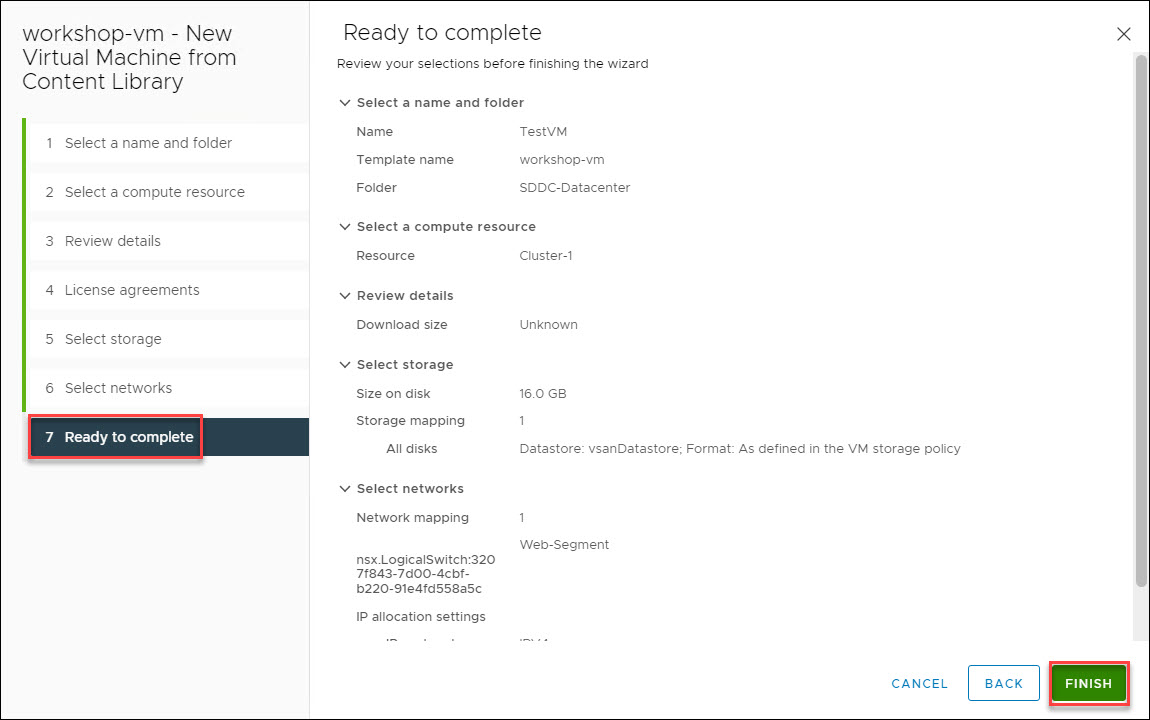 workshop-vm - New
Virtual Machine from
Content Library
1 Select a name and folder
2 Select a compute resource
3 Review details
4 License agreements
5 Select storage
6 Select networks
7 Ready to complete
Ready to complete
Review your selections before finishing the wizard
Select a name and folder
Name TestVM
Template name workshop-vm
Folder SDDC-Datacenter
Select a compute resource
Resource Cluster-1
Review details
Download size Unknown
Select storage
Size on disk 16.0 GB
Storage mapping 1
All disks Datastore: vsanDatastore; Format: As defined in the VM storage policy
Select networks
Network mapping 1
Web-Segment
nsx.LogicalSwitch:320
7f843-7d00-4cbf-
b220-91e4fd558a5c
IP allocation settings
CANCEL BACK FINISH